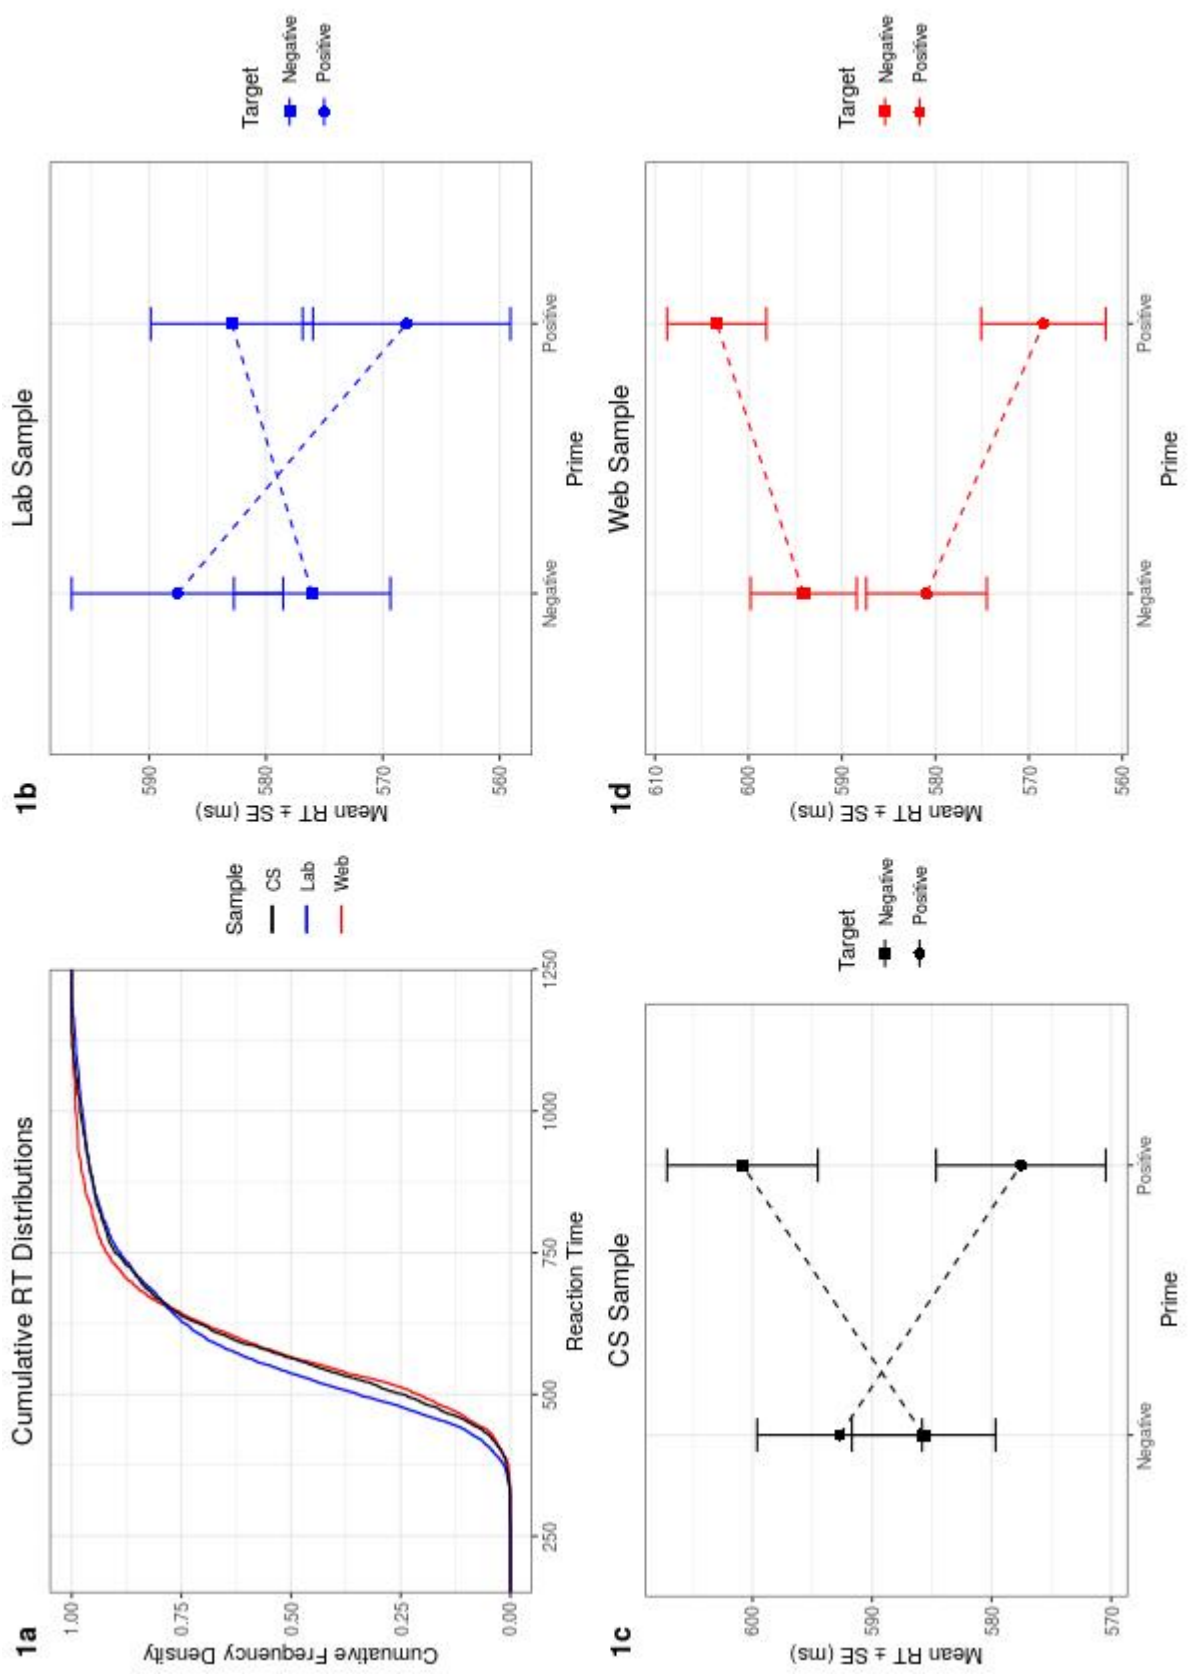 1a
Cumulative RT Distributions
Cumulative Frequency Density
1.00
0.75
0.50
0.25
0.00
250
500
750
1000
1250
Reaction Time
Sample
CS
Lab
Web
1b
Lab Sample
Mean RT ± SE (ms)
590
580
570
560
Negative
Positive
Prime
Target
Negative
Positive
1c
CS Sample
Mean RT ± SE (ms)
600
590
580
570
Negative
Positive
Prime
Target
Negative
Positive
1d
Web Sample
Mean RT ± SE (ms)
610
600
590
580
570
560
Negative
Positive
Prime
Target
Negative
Positive